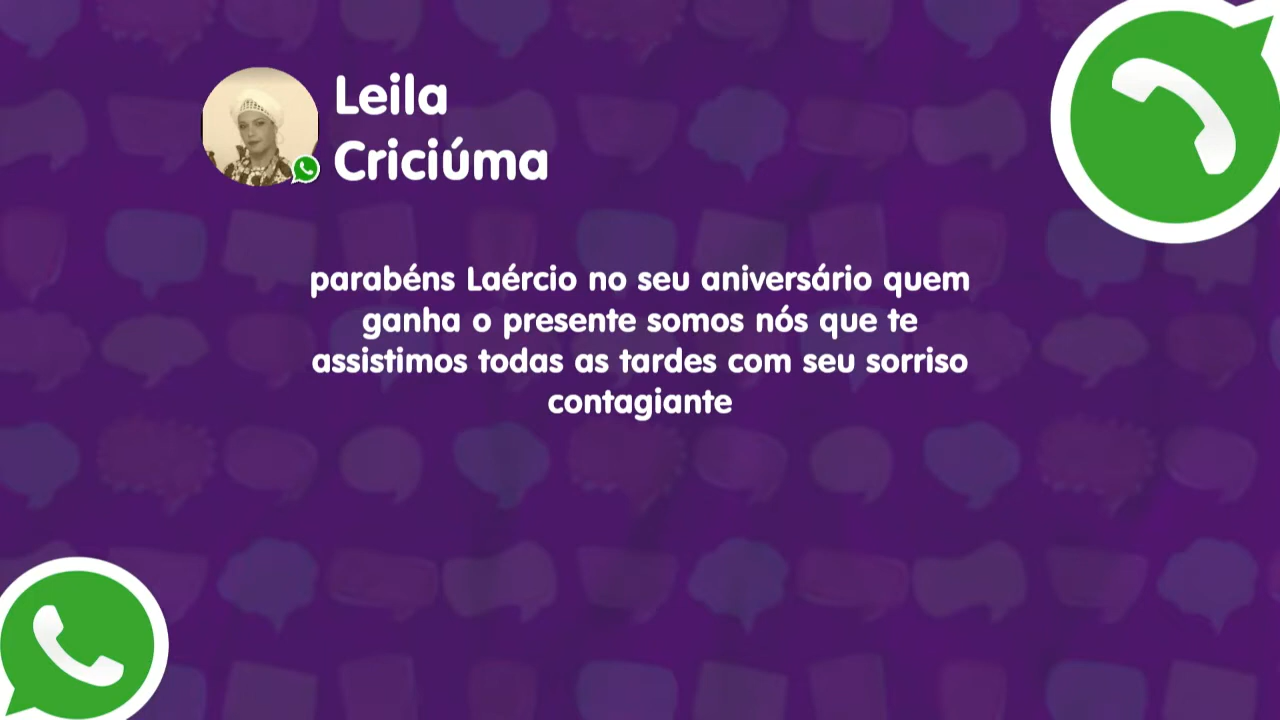 Leila
Criciúma
parabéns Laércio no seu aniversário quem
ganha o presente somos nós que te
assistimos todas as tardes com seu sorriso
contagiante